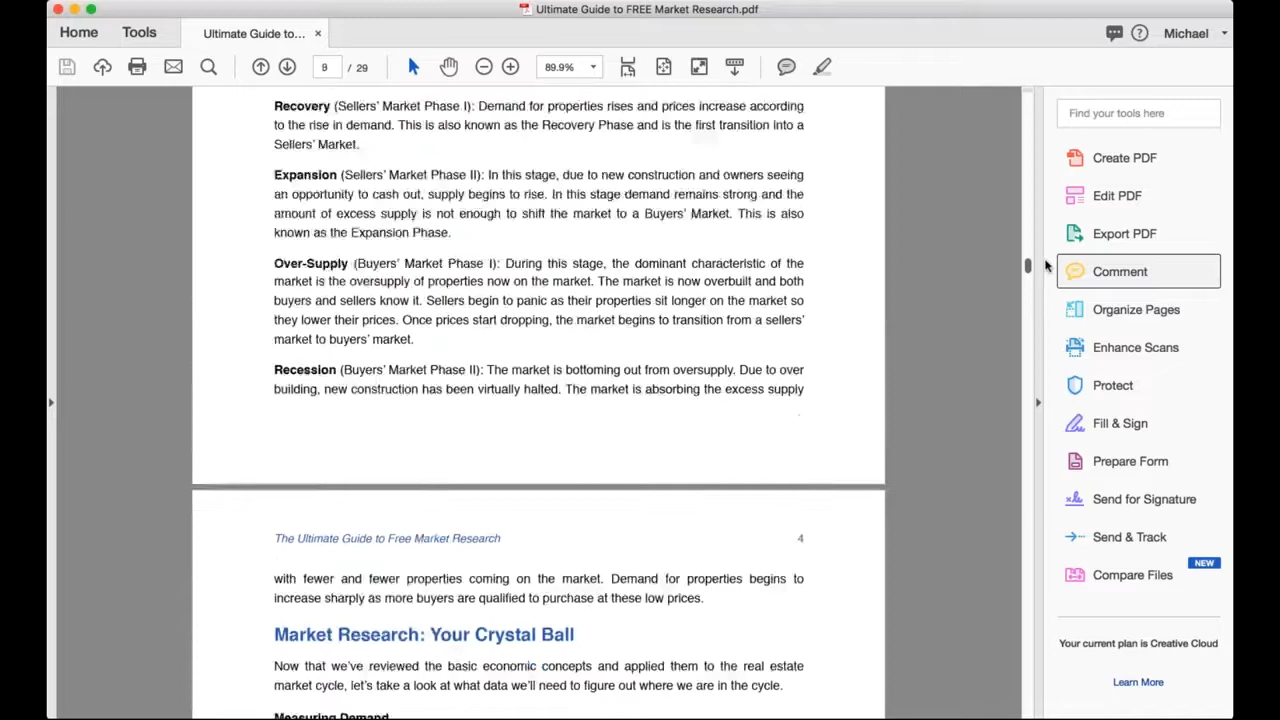 Ultimate Guide to FREE Market Research.pdf
Home
Tools
Ultimate Guide to... ×
Michael
8 / 29
89.9%
Recovery (Sellers’ Market Phase I): Demand for properties rises and prices increase according
to the rise in demand. This is also known as the Recovery Phase and is the first transition into a
Sellers’ Market.
Expansion (Sellers’ Market Phase II): In this stage, due to new construction and owners seeing
an opportunity to cash out, supply begins to rise. In this stage demand remains strong and the
amount of excess supply is not enough to shift the market to a Buyers’ Market. This is also
known as the Expansion Phase.
Over-Supply (Buyers’ Market Phase I): During this stage, the dominant characteristic of the
market is the oversupply of properties now on the market. The market is now overbuilt and both
buyers and sellers know it. Sellers begin to panic as their properties sit longer on the market so
they lower their prices. Once prices start dropping, the market begins to transition from a sellers’
market to buyers’ market.
Recession (Buyers’ Market Phase II): The market is bottoming out from oversupply. Due to over
building, new construction has been virtually halted. The market is absorbing the excess supply
The Ultimate Guide to Free Market Research 4
with fewer and fewer properties coming on the market. Demand for properties begins to
increase sharply as more buyers are qualified to purchase at these low prices.
Market Research: Your Crystal Ball
Now that we’ve reviewed the basic economic concepts and applied them to the real estate
market cycle, let’s take a look at what data we’ll need to figure out where we are in the cycle.
Measuring Demand
Find your tools here
Create PDF
Edit PDF
Export PDF
Comment
Organize Pages
Enhance Scans
Protect
Fill & Sign
Prepare Form
Send for Signature
Send & Track
NEW
Compare Files
Your current plan is Creative Cloud
Learn More